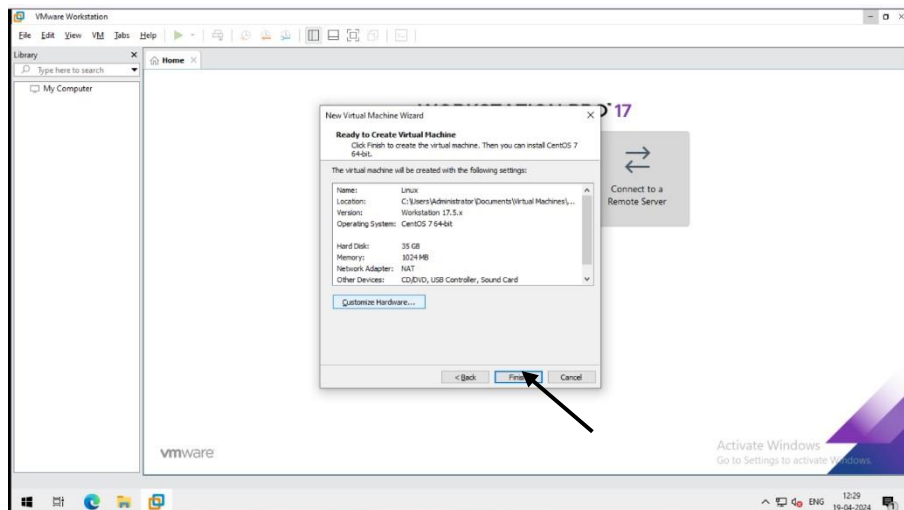 VMware Workstation
File Edit View VM Tabs Help
Library
Type here to search
My Computer
Home
17
New Virtual Machine Wizard
Ready to Create Virtual Machine
Click Finish to create the virtual machine. Then you can install CentOS 7
64-bit.
The virtual machine will be created with the following settings:
Name: Linux
Location: C:\Users\Administrator\Documents\Virtual Machines\...
Version: Workstation 17.5.x
Operating System: CentOS 7 64-bit
Hard Disk: 35 GB
Memory: 1024 MB
Network Adapter: NAT
Other Devices: CD/DVD, USB Controller, Sound Card
Customize Hardware...
< Back Finish Cancel
Connect to a
Remote Server
vmware
Activate Windows
Go to Settings to activate Windows.
ENG
12:29
19-04-2024